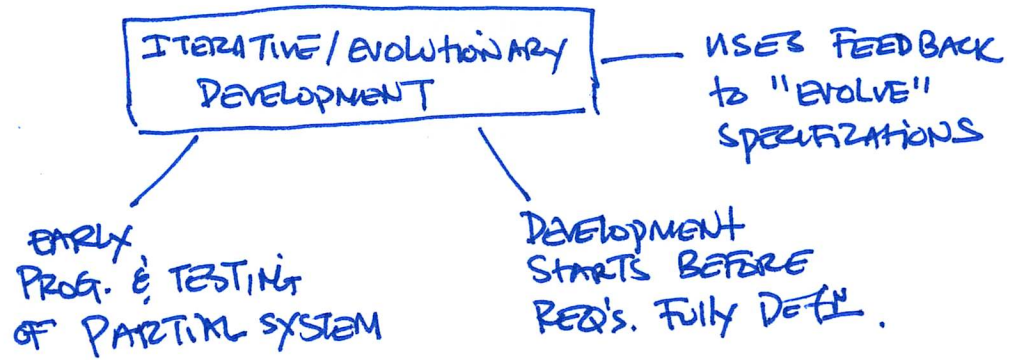 ITERATIVE/EVOLUTIONARY
DEVELOPMENT
USES FEEDBACK
to "EVOLVE"
SPECIFIZATIONS
EARLY
PROG. & TESTING
OF PARTIAL SYSTEM
DEVELOPMENT
STARTS BEFORE
REQ's. Fully